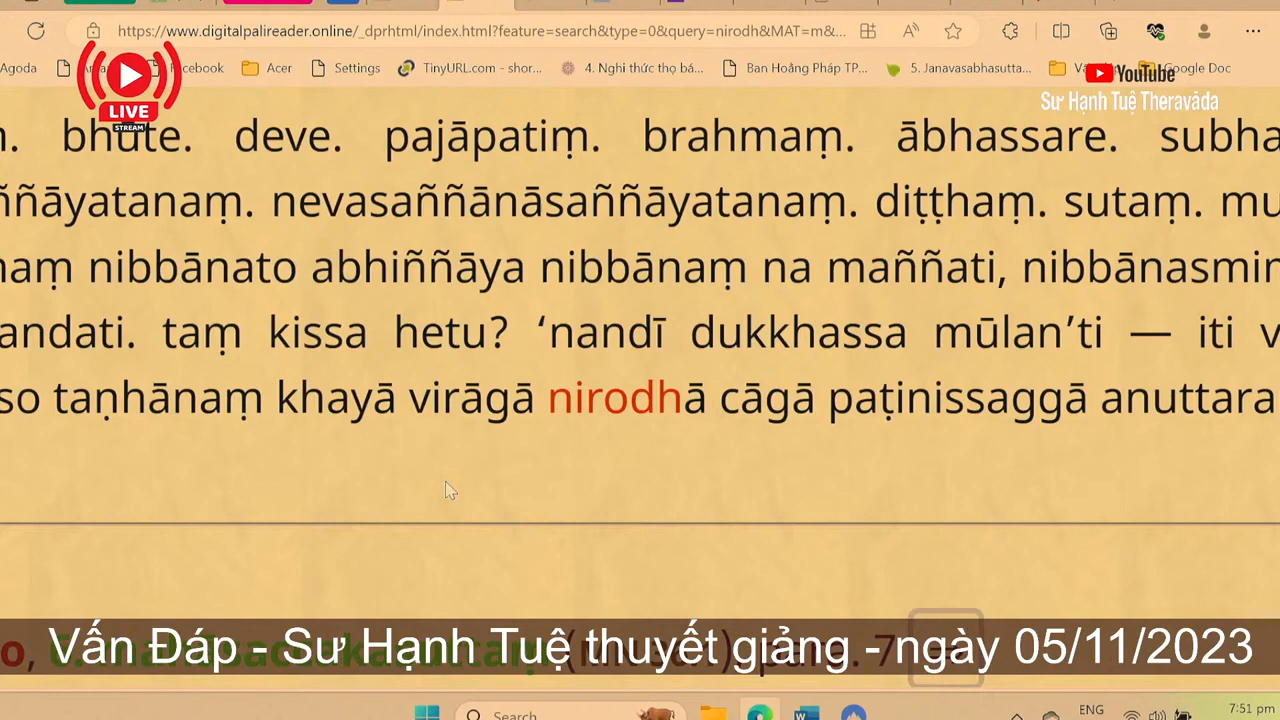 https://www.digitalpalireader.online/_dprhtml/index.html?feature=search&type=0&query=nirodh&MAT=m&...
Agoda Facebook Acer Settings TinyURL.com - shor... 4. Nghi thức thọ bá... Ban Hoằng Pháp TP... 5. Janavasabhasutta... Google Doc
LIVE
STREAM
YouTube
Sư Hạnh Tuệ Theravāda
bhūte. deve. pajāpatiṃ. brahmaṃ. ābhassare. subha
ññāyatanaṃ. nevasaññānāsaññāyatanaṃ. diṭṭhaṃ. sutaṃ. mu
naṃ nibbānato abhiññāya nibbānaṃ na maññati, nibbānasmiṃ
andati. taṃ kissa hetu? ‘nandī dukkhassa mūlan’ti — iti v
so taṇhānaṃ khayā virāgā nirodhā cāgā paṭinissaggā anuttara
Vấn Đáp - Sư Hạnh Tuệ thuyết giảng - ngày 05/11/2023
Search ENG 7:51 pm